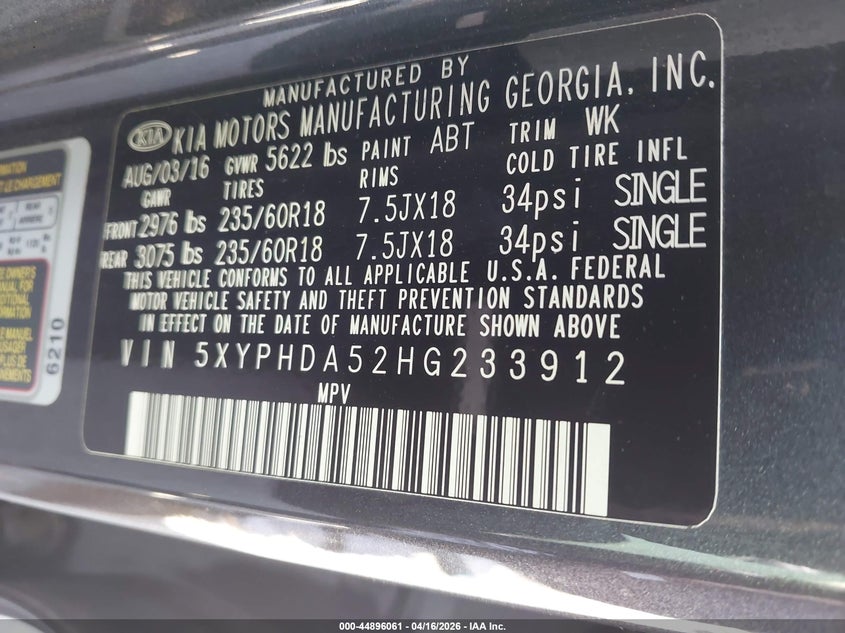 MANUFACTURED BY
KIA KIA MOTORS MANUFACTURING GEORGIA, INC.
AUG/03/16 GVWR 5622 lbs PAINT ABT TRIM WK
GAWR TIRES RIMS COLD TIRE INFL
FRONT 2976 lbs 235/60R18 7.5JX18 34psi SINGLE
REAR 3075 lbs 235/60R18 7.5JX18 34psi SINGLE
THIS VEHICLE CONFORMS TO ALL APPLICABLE U.S.A. FEDERAL
MOTOR VEHICLE SAFETY AND THEFT PREVENTION STANDARDS
IN EFFECT ON THE DATE OF MANUFACTURE SHOWN ABOVE
VIN 5XYPHDA52HG233912
MPV
6210
000-44896061 - 04/16/2026 - IAA Inc.